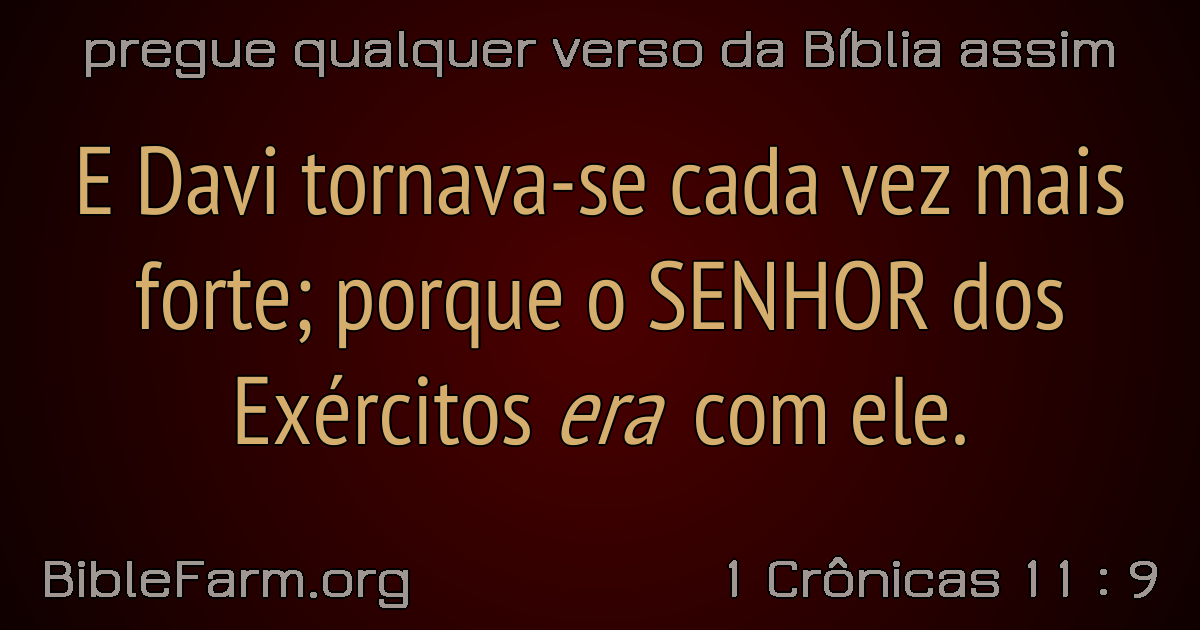 pregue qualquer verso da Bíblia assim
E Davi tornava-se cada vez mais
forte; porque o SENHOR dos
Exércitos era com ele.
BibleFarm.org
1 Crônicas 11 : 9